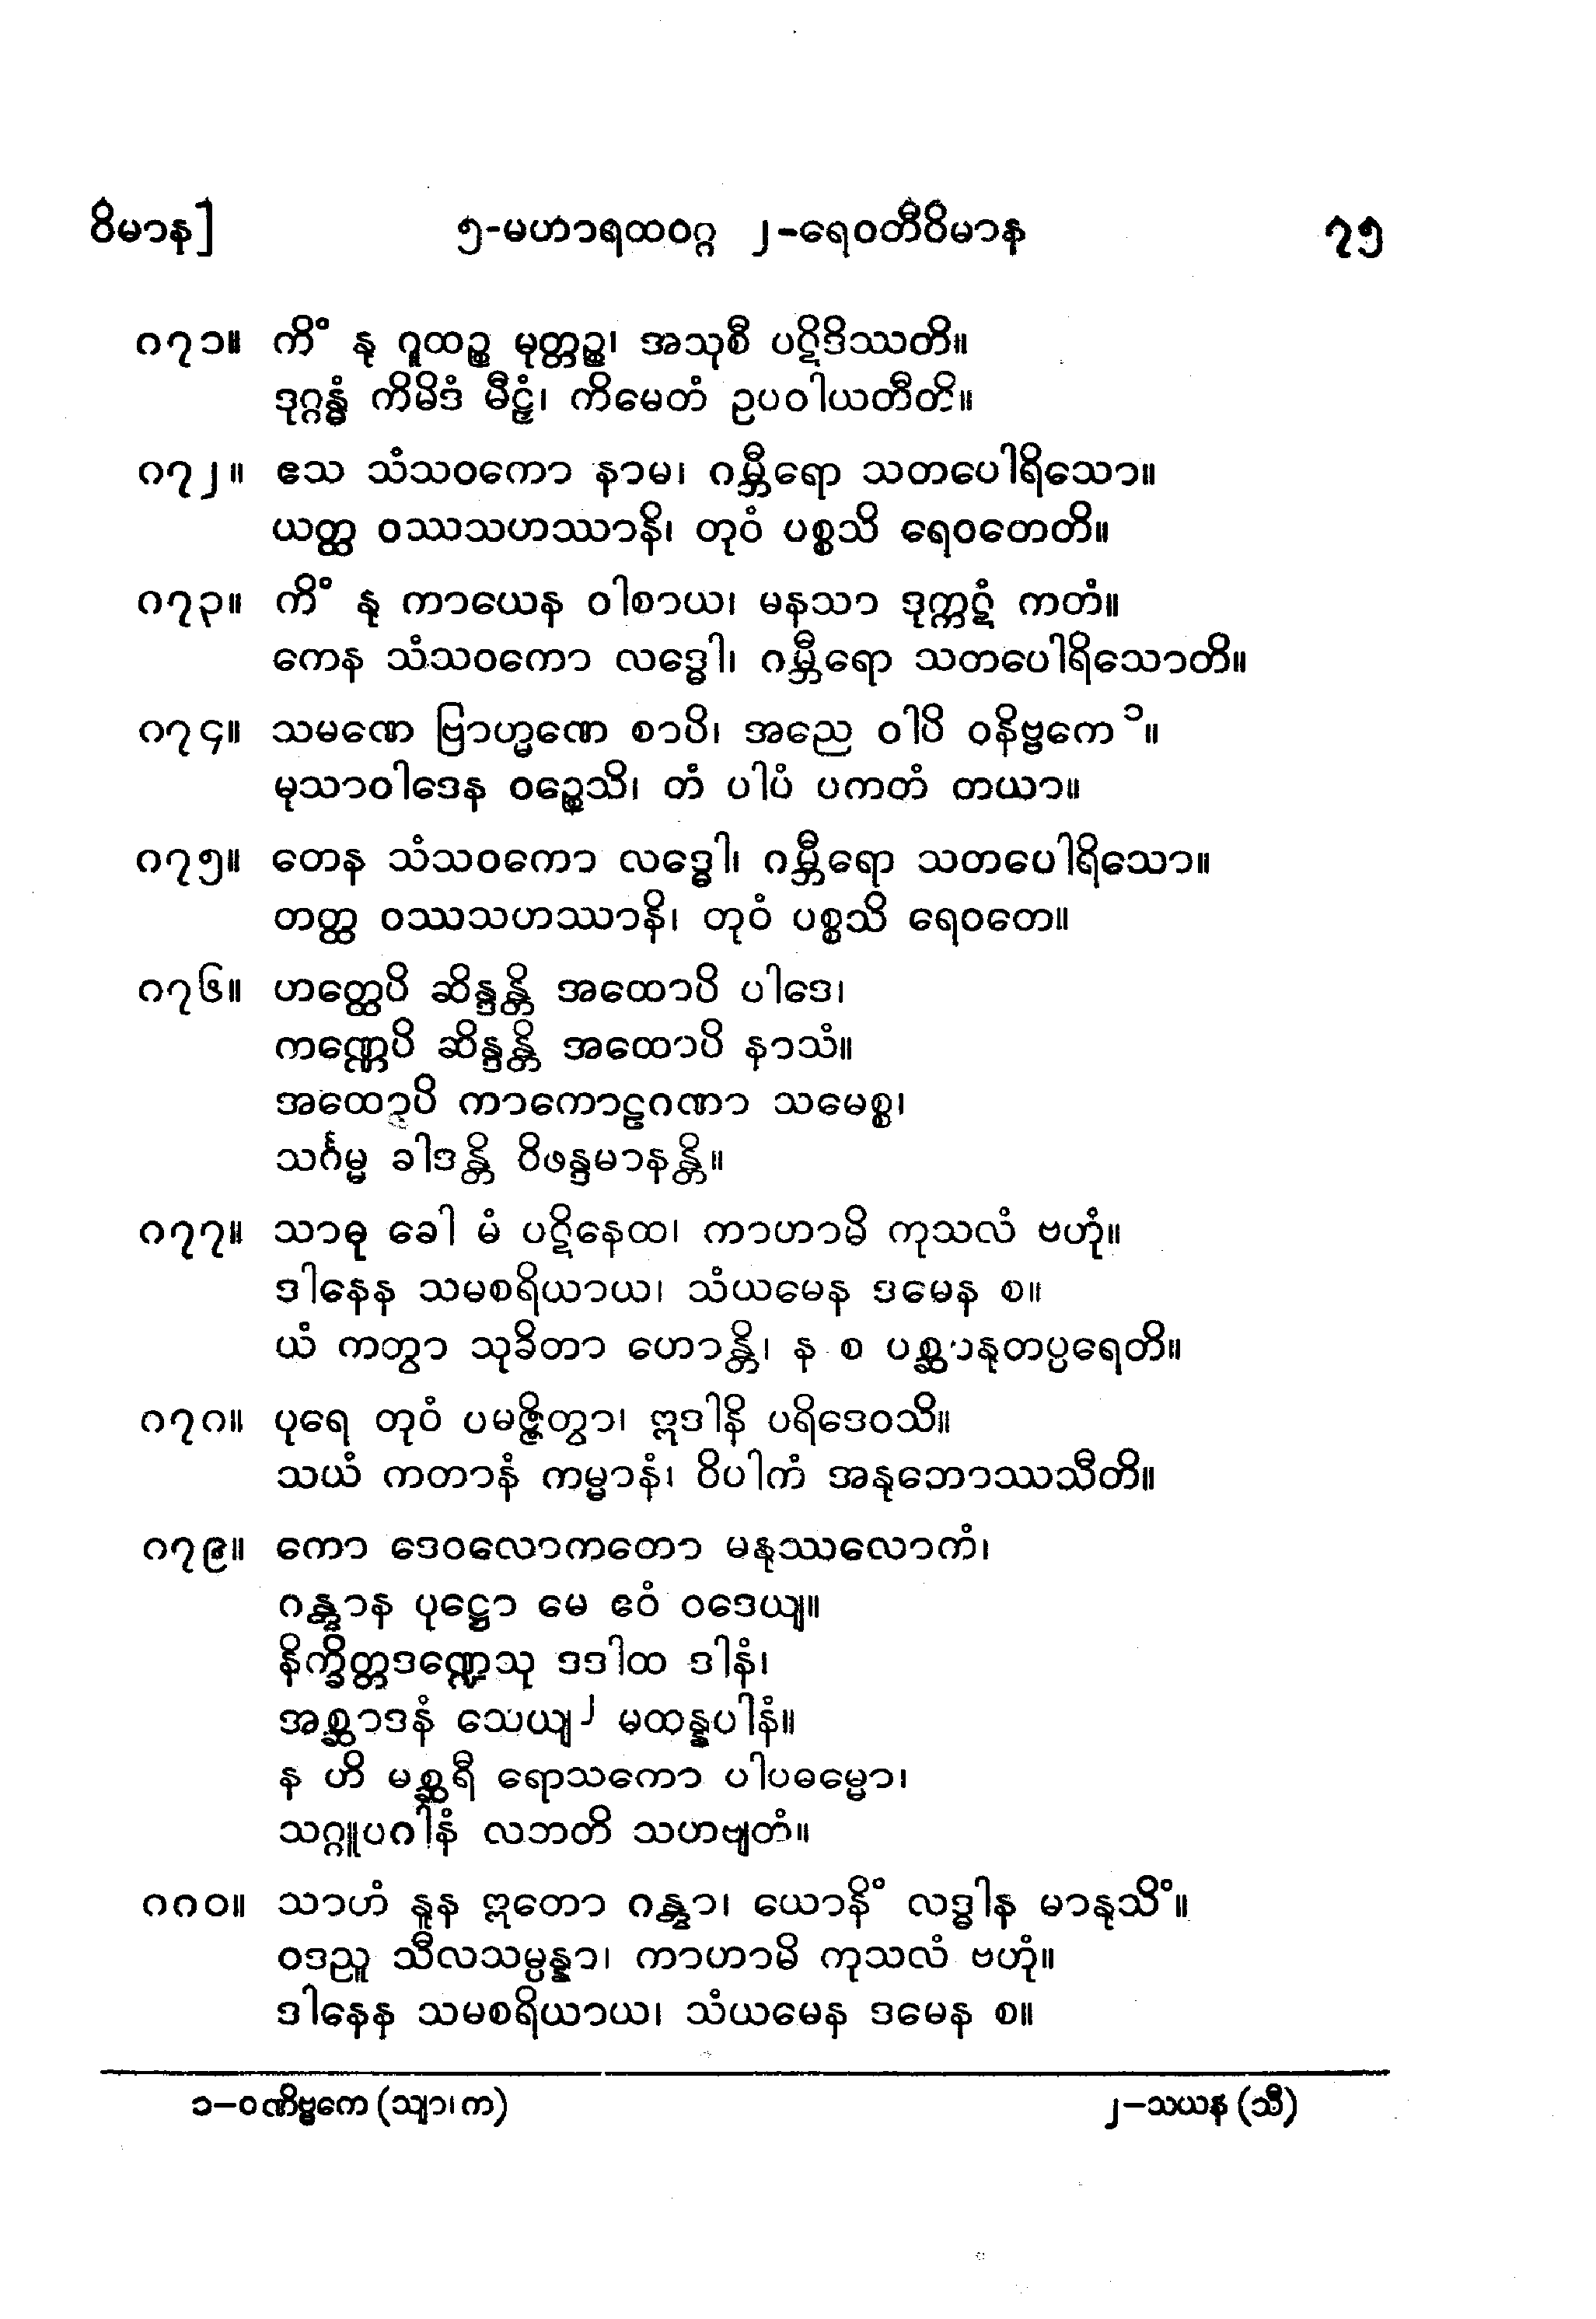 ဝိမာန]	၅-မဟာရထဝဂ္ဂ ၂-ရေဝတီဝိမာန	၇၅
၈၇၁။ ကိံ နု ဂူထဉ္စ မုတ္တဉ္စ၊ အသုစီ ပဋိဒိဿတိ။
ဒုဂ္ဂန္ဓံ ကိမိဒံ မီဠှံ၊ ကိမေတံ ဥပဝါယတီတိ။
၈၇၂။ ဧသ သံသဝကော နာမ၊ ဂမ္ဘီရော သတပေါရိသော။
ယတ္ထ ဝဿသဟဿာနိ၊ တုဝံ ပစ္စသိ ရေဝတေတိ။
၈၇၃။ ကိံ နု ကာယေန ဝါစာယ၊ မနသာ ဒုက္ကဋံ ကတံ။
ကေန သံသဝကော လဒ္ဓေါ၊ ဂမ္ဘီရော သတပေါရိသောတိ။
၈၇၄။ သမဏေ ဗြာဟ္မဏေ စာပိ၊ အညေ ဝါပိ ဝနိဗ္ဗကေ ၁။
မုသာဝါဒေန ဝဉ္စေသိ၊ တံ ပါပံ ပကတံ တယာ။
၈၇၅။ တေန သံသဝကော လဒ္ဓေါ၊ ဂမ္ဘီရော သတပေါရိသော။
တတ္ထ ဝဿသဟဿာနိ၊ တုဝံ ပစ္စသိ ရေဝတေ။
၈၇၆။ ဟတ္ထေပိ ဆိန္ဒန္တိ အထောပိ ပါဒေ၊
ကဏ္ဏေပိ ဆိန္ဒန္တိ အထောပိ နာသံ။
အထောပိ ကာကောဠဂဏာ သမေစ္စ၊
သင်္ဂမ္မ ခါဒန္တိ ဝိဖန္ဒမာနန္တိ။
၈၇၇။ သာဓု ခေါ မံ ပဋိနေထ၊ ကာဟာမိ ကုသလံ ဗဟုံ။
ဒါနေန သမစရိယာယ၊ သံယမေန ဒမေန စ။
ယံ ကတွာ သုခိတာ ဟောန္တိ၊ န စ ပစ္ဆာနုတပ္ပရေတိ။
၈၇၈။ ပုရေ တုဝံ ပမဇ္ဇိတွာ၊ ဣဒါနိ ပရိဒေဝသိ။
သယံ ကတာနံ ကမ္မာနံ၊ ဝိပါကံ အနုဘောဿသီတိ။
၈၇၉။ ကော ဒေဝလောကတော မနုဿလောကံ၊
ဂန္တွာန ပုဋ္ဌော မေ ဧဝံ ဝဒေယျ။
နိက္ခိတ္တဒဏ္ဍေသု ဒဒါထ ဒါနံ၊
အစ္ဆာဒနံ သေယျ ၂ မထန္နပါနံ။
န ဟိ မစ္ဆရီ ရောသကော ပါပဓမ္မော၊
သဂ္ဂူပဂါနံ လဘတိ သဟဗျတံ။
၈၈၀။ သာဟံ နူန ဣတော ဂန္တွာ၊ ယောနိံ လဒ္ဓါန မာနုသိံ။
ဝဒညူ သီလသမ္ပန္နာ၊ ကာဟာမိ ကုသလံ ဗဟုံ။
ဒါနေန သမစရိယာယ၊ သံယမေန ဒမေန စ။
၁–ဝဏိဗ္ဗကေ (သျာ၊ က)	၂–သယန (သီ)